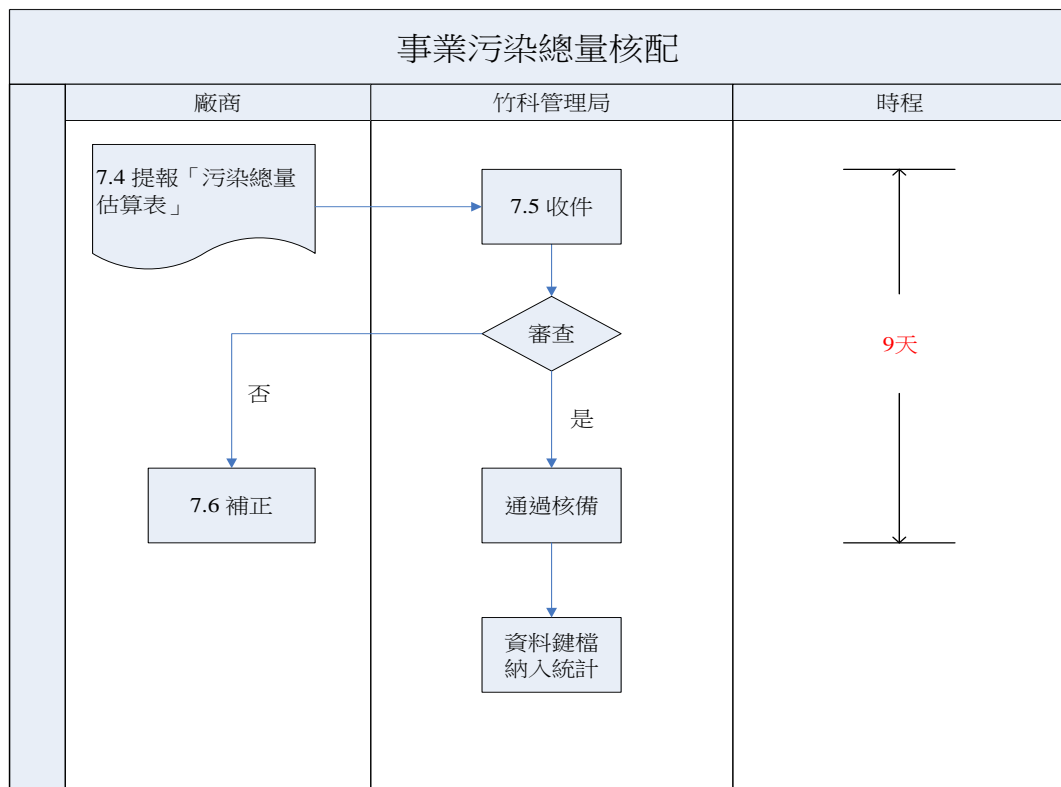 事業污染總量核配
廠商
竹科管理局
時程
7.4 提報「污染總量
估算表」
7.5 收件
審查
9天
否
是
7.6 補正
通過核備
資料鍵檔
納入統計